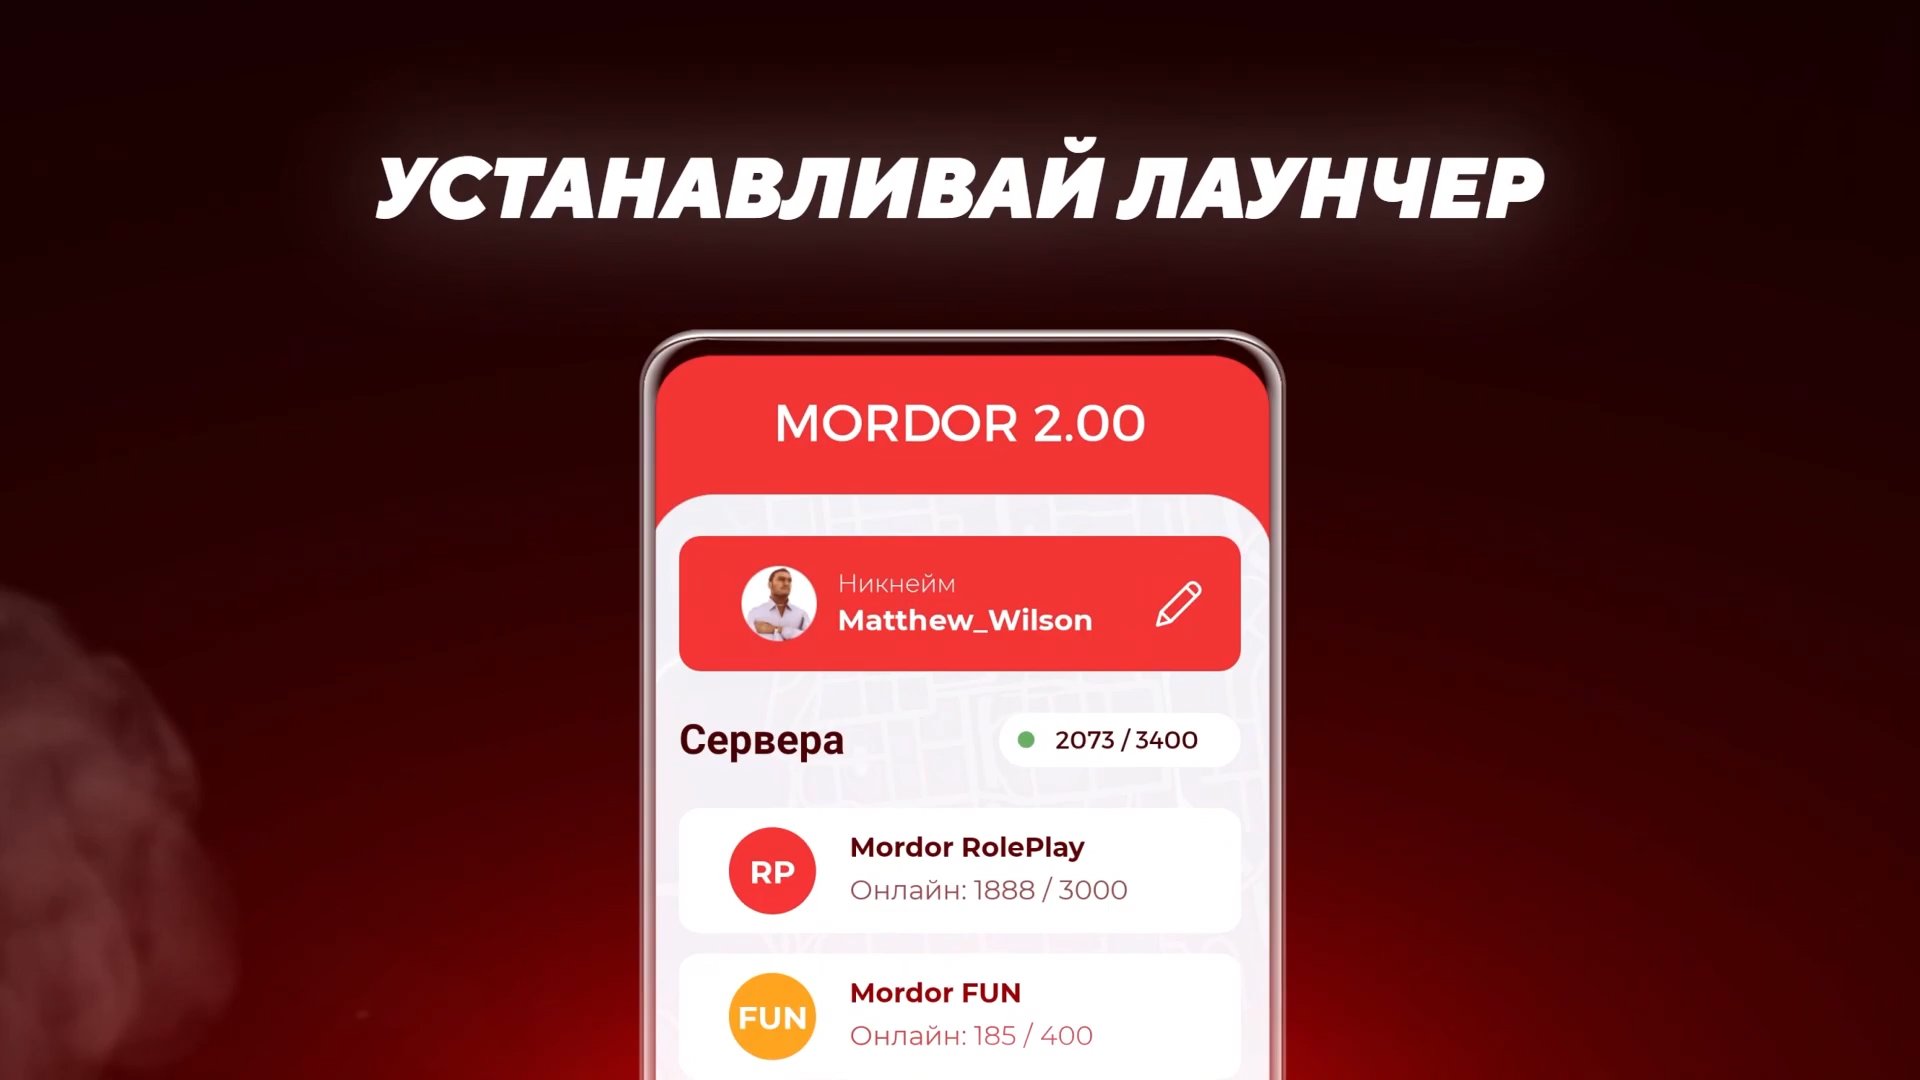 УСТАНАВЛИВАЙ ЛАУНЧЕР
MORDOR 2.00
Никнейм
Matthew_Wilson
Сервера
2073 / 3400
RP
Mordor RolePlay
Онлайн: 1888 / 3000
FUN
Mordor FUN
Онлайн: 185 / 400